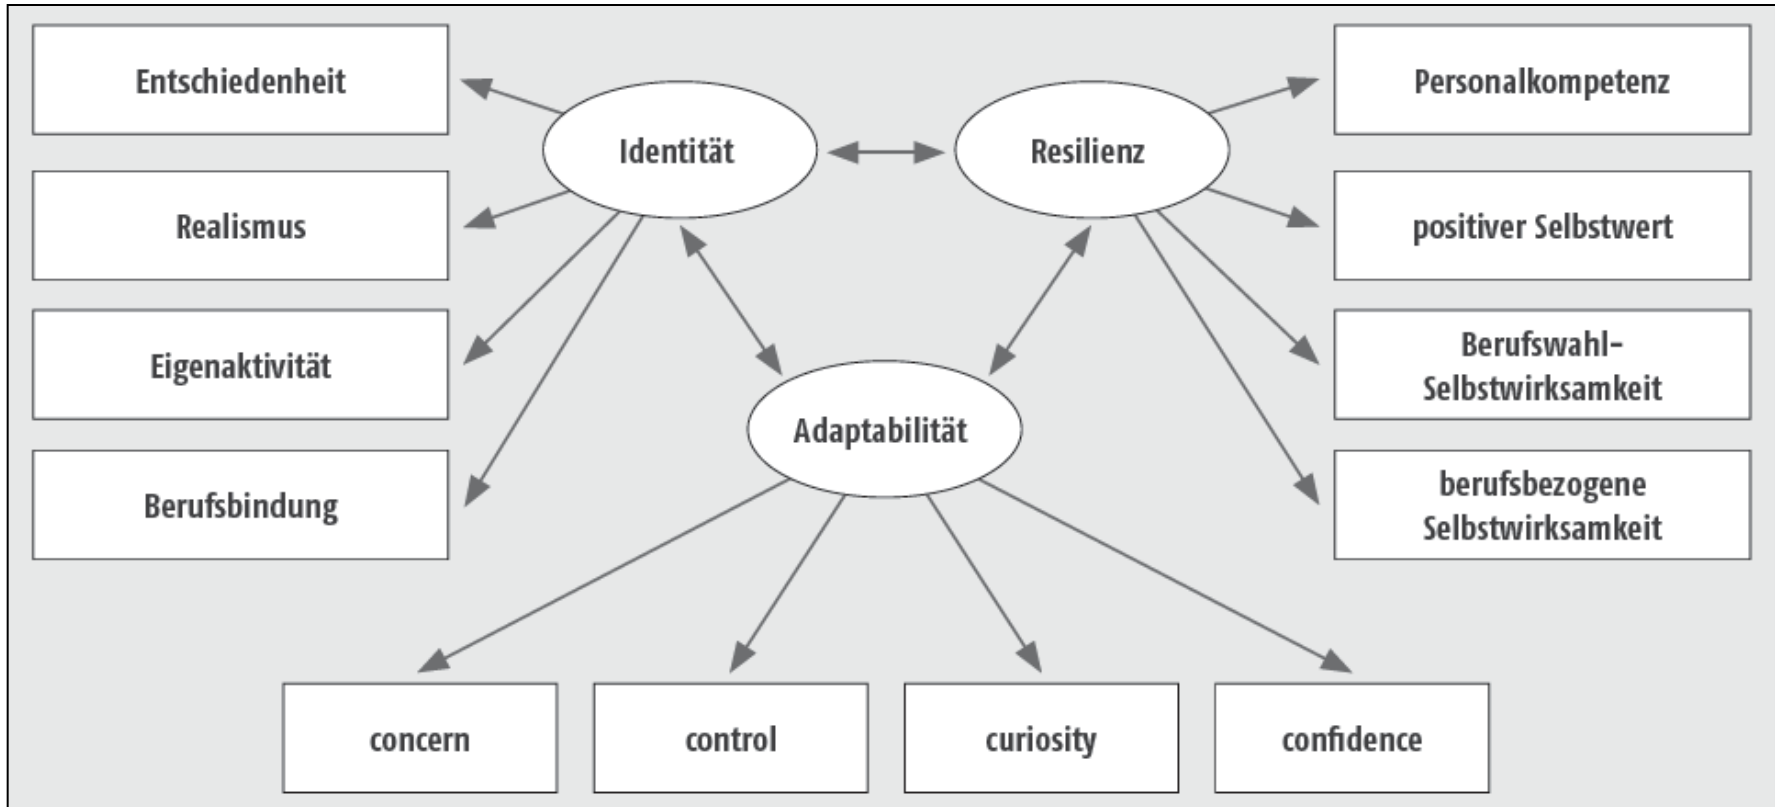 Entschiedenheit
Personalkompetenz
Identität
Resilienz
Realismus
positiver Selbstwert
Eigenaktivität
Berufswahl-
Selbstwirksamkeit
Adaptabilität
Berufsbindung
berufsbezogene
Selbstwirksamkeit
concern
control
curiosity
confidence